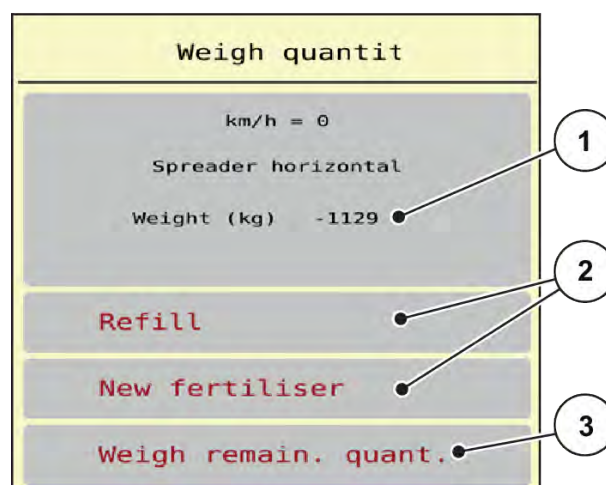 Weigh quantit
km/h = 0
1
Spreader horizontal
Weight (kg) -1129
2
Refill
New fertiliser
3
Weigh remain. quant.